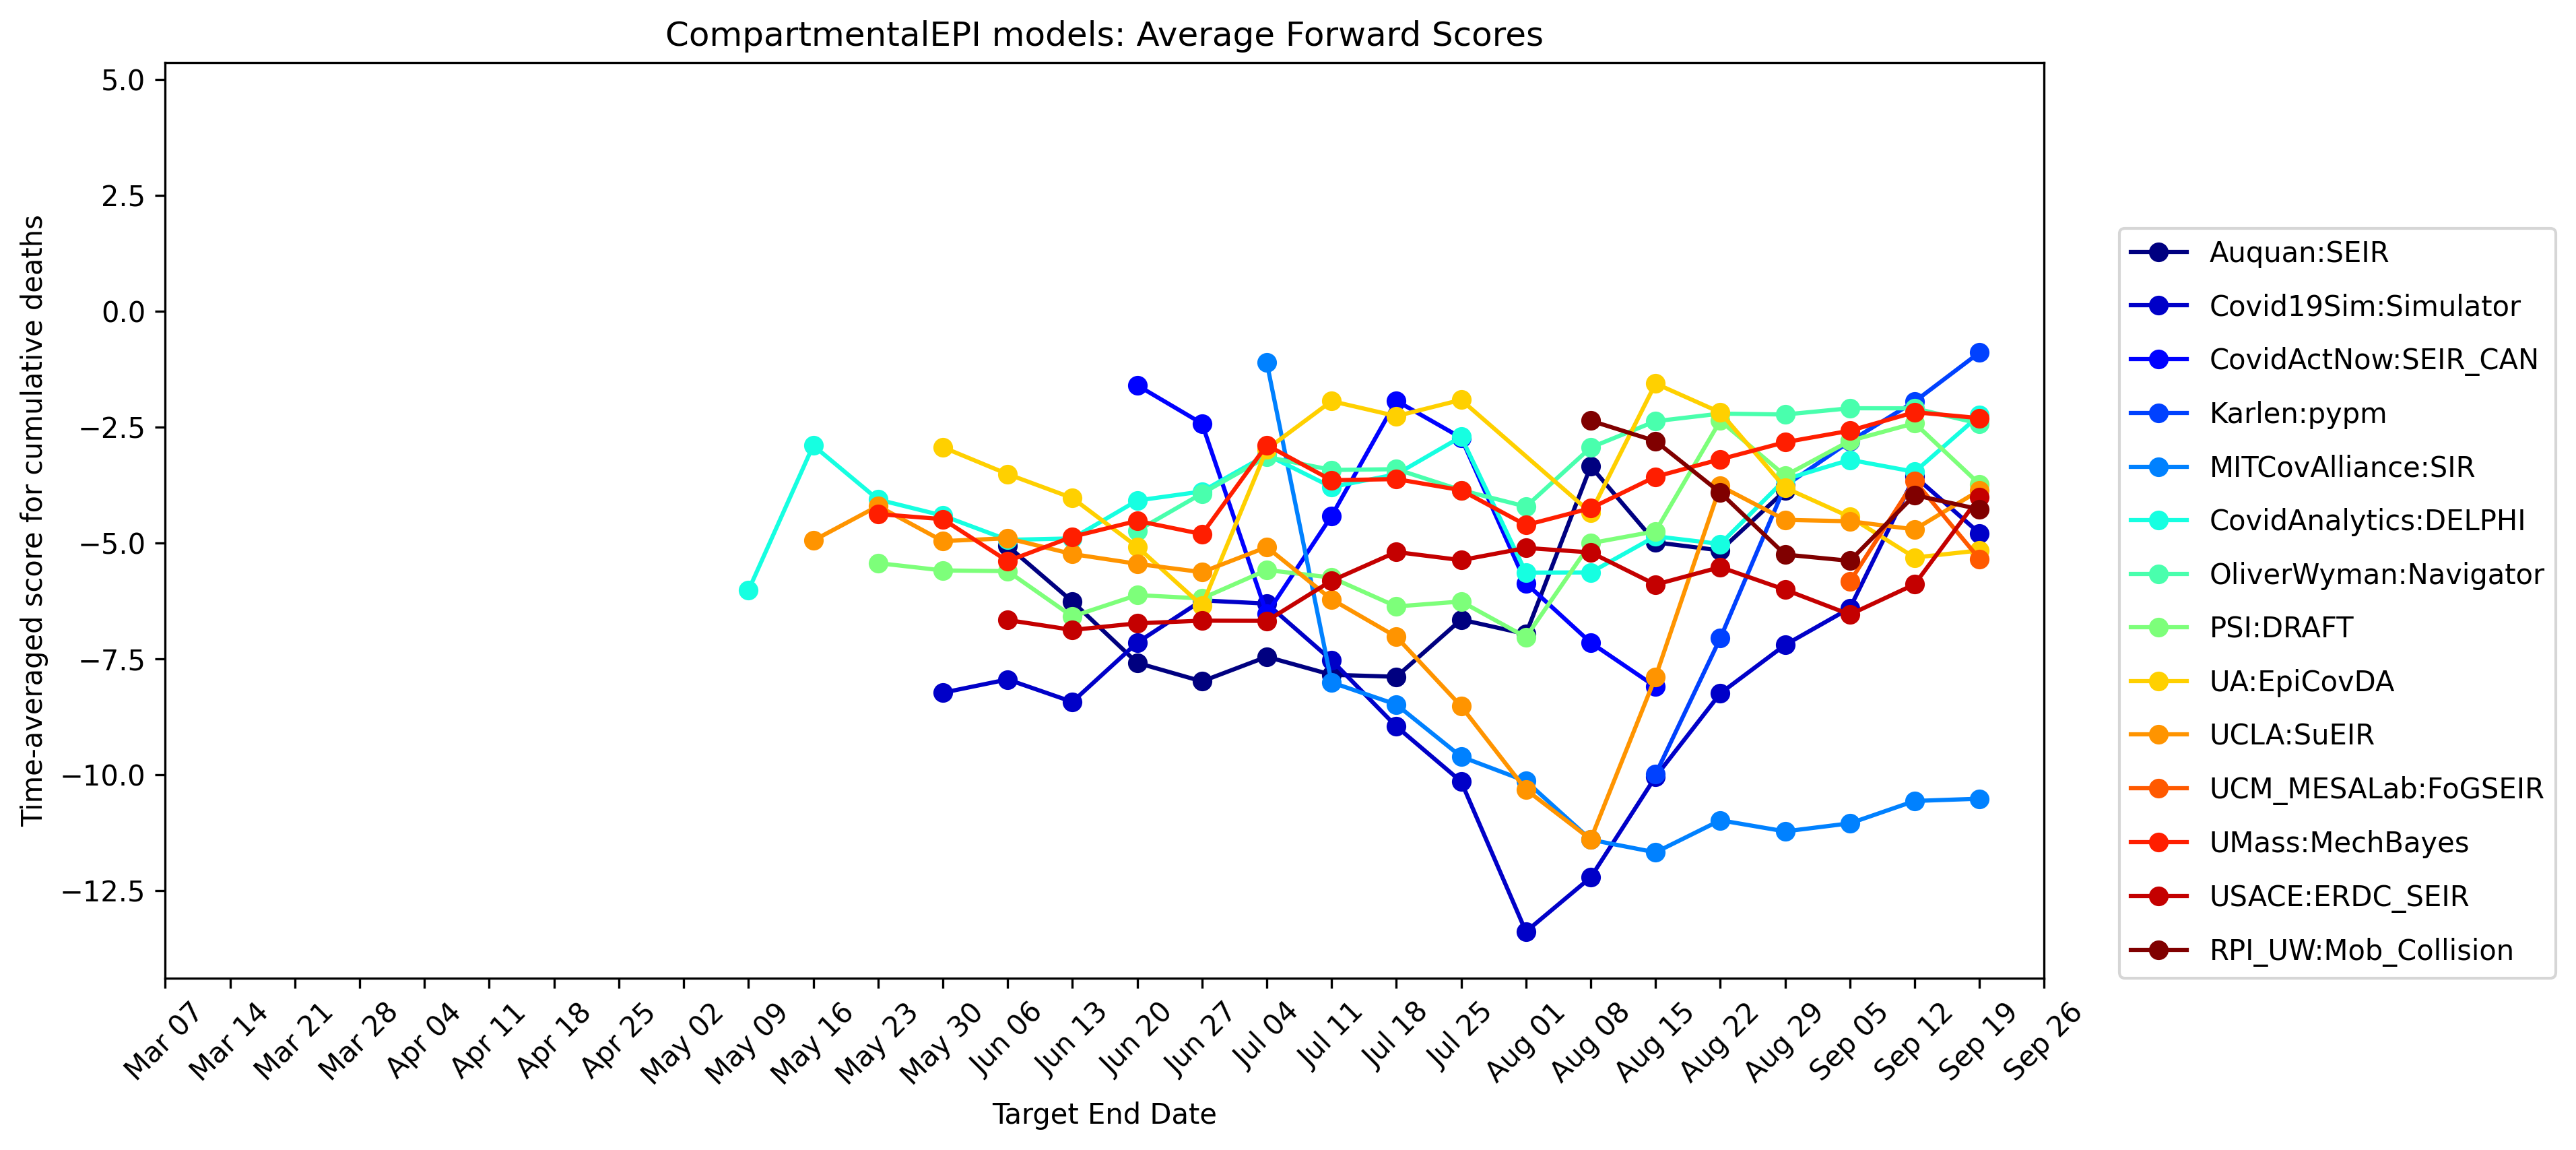 CompartmentalEPI models: Average Forward Scores
Time-averaged score for cumulative deaths
5.0
2.5
0.0
−2.5
−5.0
−7.5
−10.0
−12.5
Mar 07
Mar 14
Mar 21
Mar 28
Apr 04
Apr 11
Apr 18
Apr 25
May 02
May 09
May 16
May 23
May 30
Jun 06
Jun 13
Jun 20
Jun 27
Jul 04
Jul 11
Jul 18
Jul 25
Aug 01
Aug 08
Aug 15
Aug 22
Aug 29
Sep 05
Sep 12
Sep 19
Sep 26
Target End Date
Auquan:SEIR
Covid19Sim:Simulator
CovidActNow:SEIR_CAN
Karlen:pypm
MITCovAlliance:SIR
CovidAnalytics:DELPHI
OliverWyman:Navigator
PSI:DRAFT
UA:EpiCovDA
UCLA:SuEIR
UCM_MESALab:FoGSEIR
UMass:MechBayes
USACE:ERDC_SEIR
RPI_UW:Mob_Collision